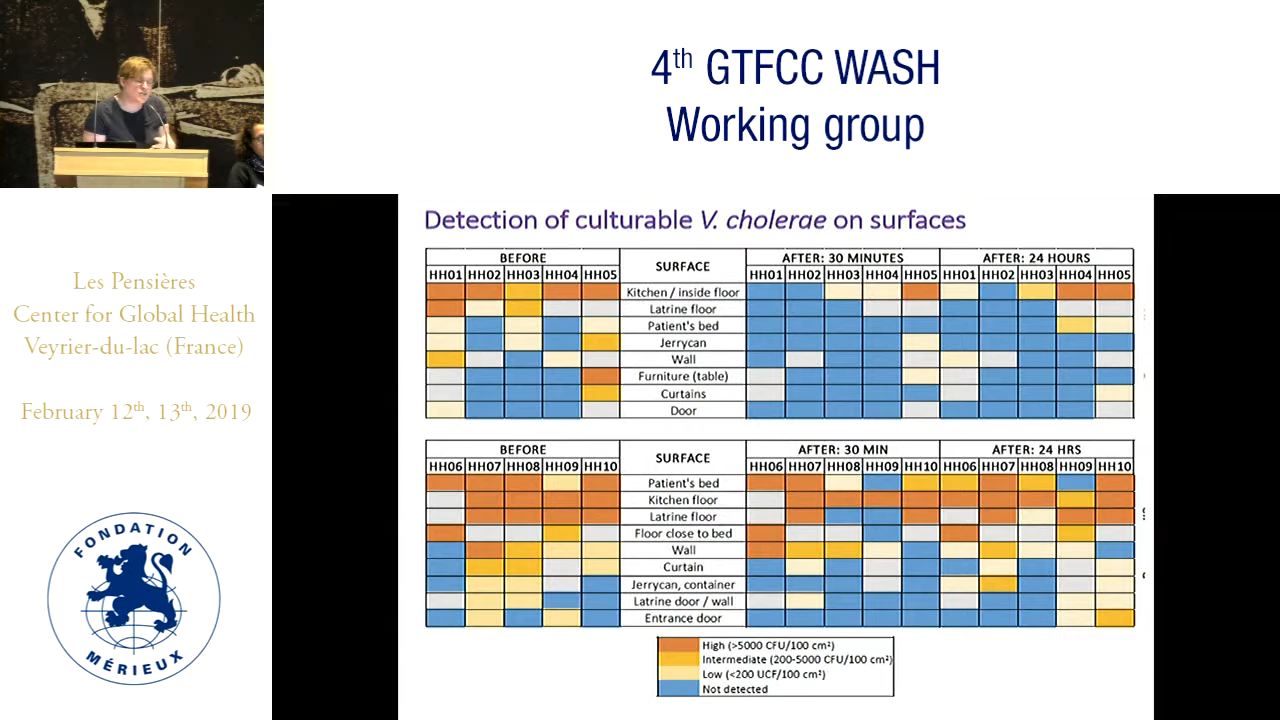 4th GTFCC WASH
Working group
Les Pensières
Center for Global Health
Veyrier-du-lac (France)
February 12th, 13th, 2019
FONDATION
MÉRIEUX
Detection of culturable V. cholerae on surfaces
BEFORE SURFACE AFTER: 30 MINUTES AFTER: 24 HOURS
HH01 HH02 HH03 HH04 HH05 HH01 HH02 HH03 HH04 HH05 HH01 HH02 HH03 HH04 HH05
Kitchen / inside floor
Latrine floor
Patient's bed
Jerrycan
Wall
Furniture (table)
Curtains
Door
BEFORE SURFACE AFTER: 30 MIN AFTER: 24 HRS
HH06 HH07 HH08 HH09 HH10 HH06 HH07 HH08 HH09 HH10 HH06 HH07 HH08 HH09 HH10
Patient's bed
Kitchen floor
Latrine floor
Floor close to bed
Wall
Curtain
Jerrycan, container
Latrine door / wall
Entrance door
High (>5000 CFU/100 cm²)
Intermediate (200-5000 CFU/100 cm²)
Low (<200 UCF/100 cm²)
Not detected